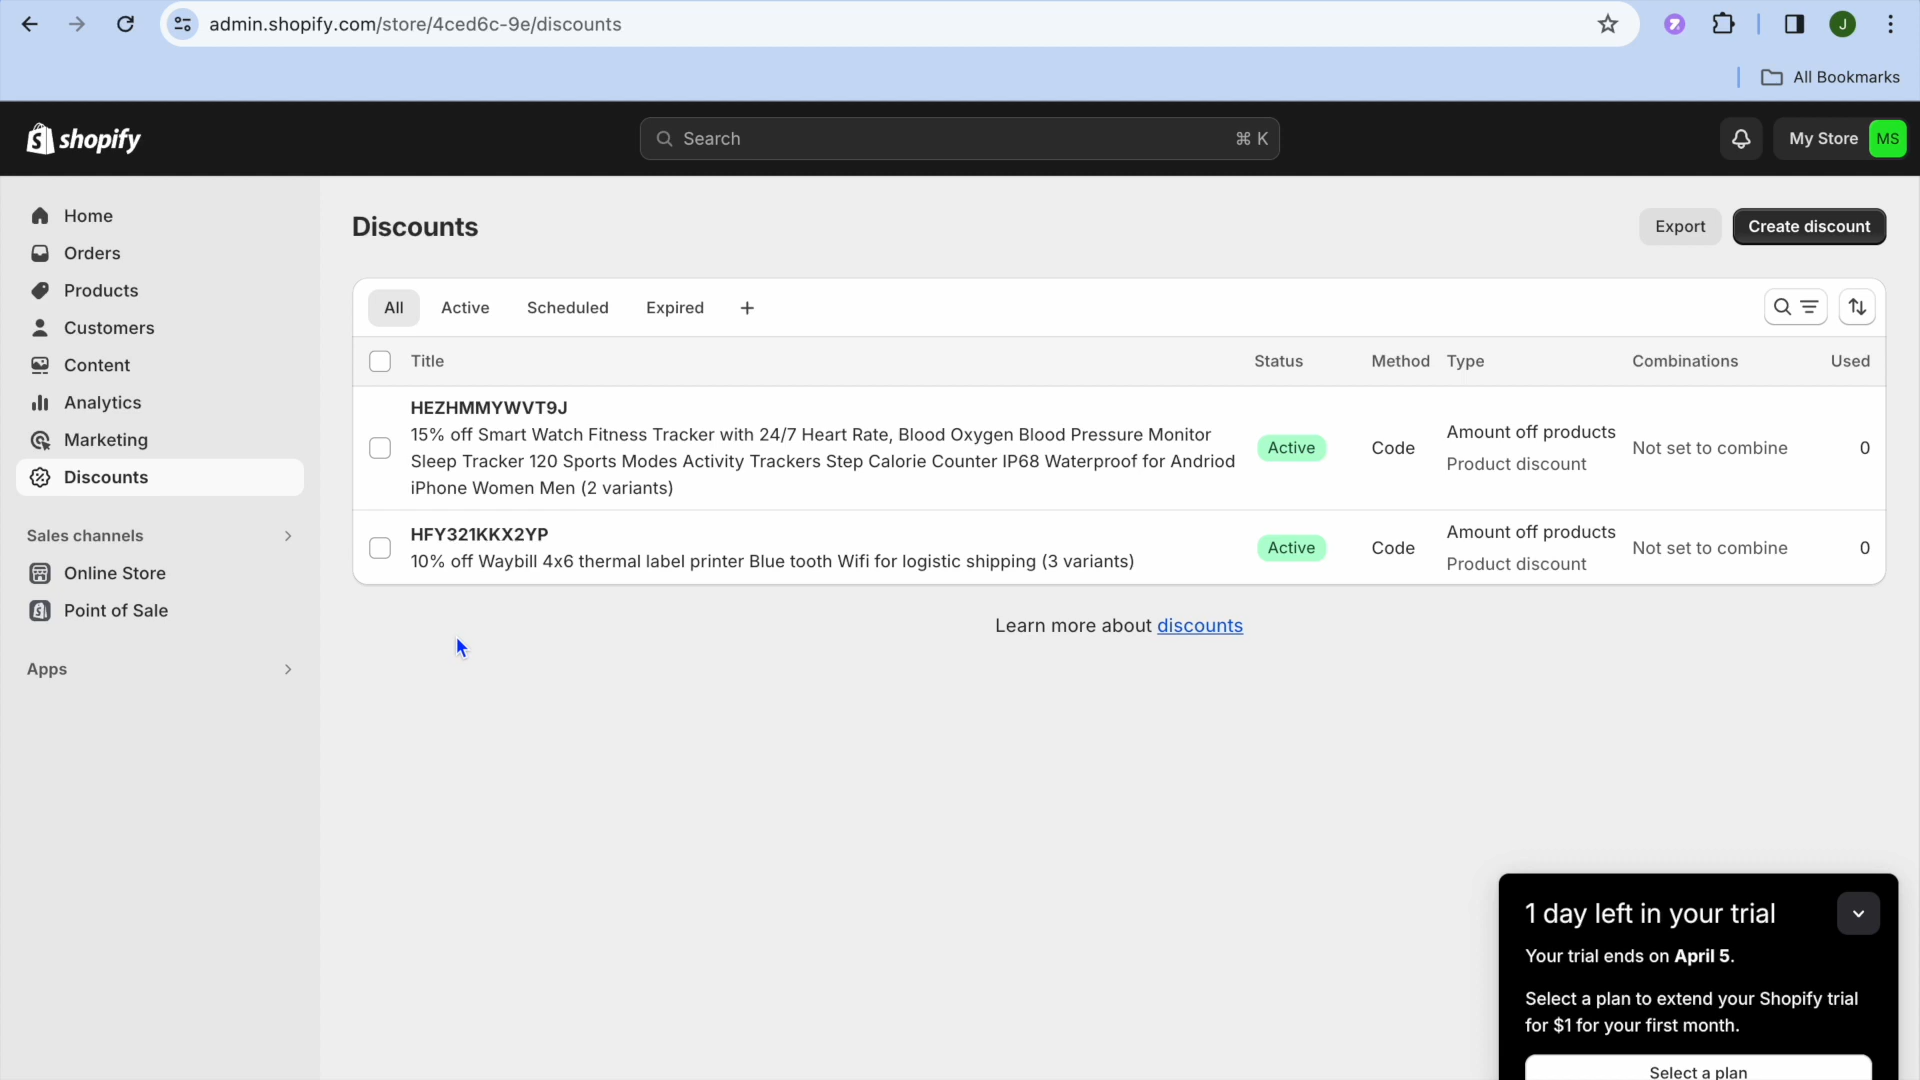 admin.shopify.com/store/4ced6c-9e/discounts
J
All Bookmarks
shopify
Search
⌘ K
My Store
MS
Home
Orders
Products
Customers
Content
Analytics
Marketing
Discounts
Sales channels
Online Store
Point of Sale
Apps
Discounts
Export
Create discount
All
Active
Scheduled
Expired
+
Title
Status
Method
Type
Combinations
Used
HEZHMMYWVT9J
15% off Smart Watch Fitness Tracker with 24/7 Heart Rate, Blood Oxygen Blood Pressure Monitor
Sleep Tracker 120 Sports Modes Activity Trackers Step Calorie Counter IP68 Waterproof for Andriod
iPhone Women Men (2 variants)
Active
Code
Amount off products
Product discount
Not set to combine
0
HFY321KKX2YP
10% off Waybill 4x6 thermal label printer Blue tooth Wifi for logistic shipping (3 variants)
Active
Code
Amount off products
Product discount
Not set to combine
0
Learn more about discounts
1 day left in your trial
Your trial ends on April 5.
Select a plan to extend your Shopify trial
for $1 for your first month.
Select a plan